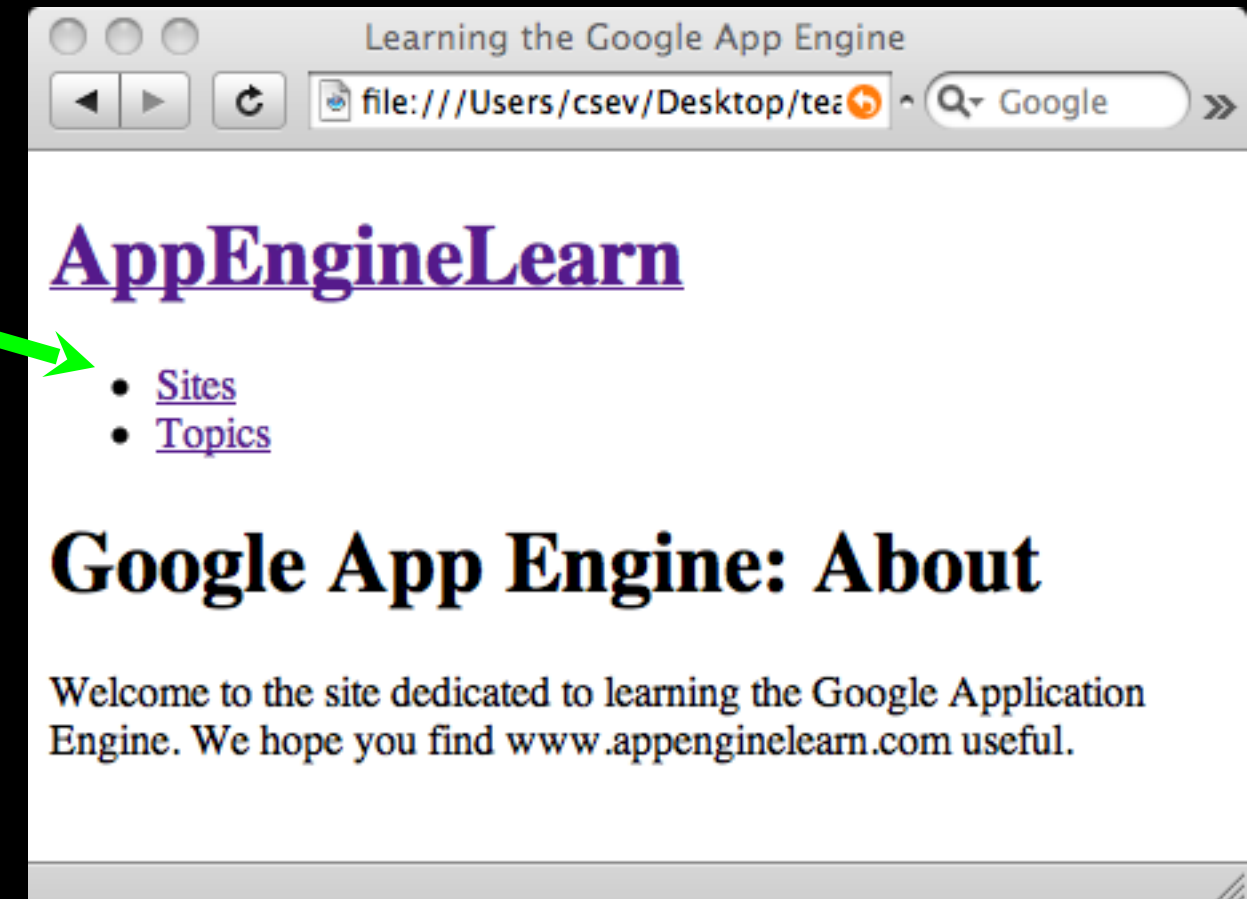 Learning the Google App Engine
file:///Users/csev/Desktop/tea
Google
AppEngineLearn
Sites
Topics
Google App Engine: About
Welcome to the site dedicated to learning the Google Application
Engine. We hope you find www.appenginelearn.com useful.